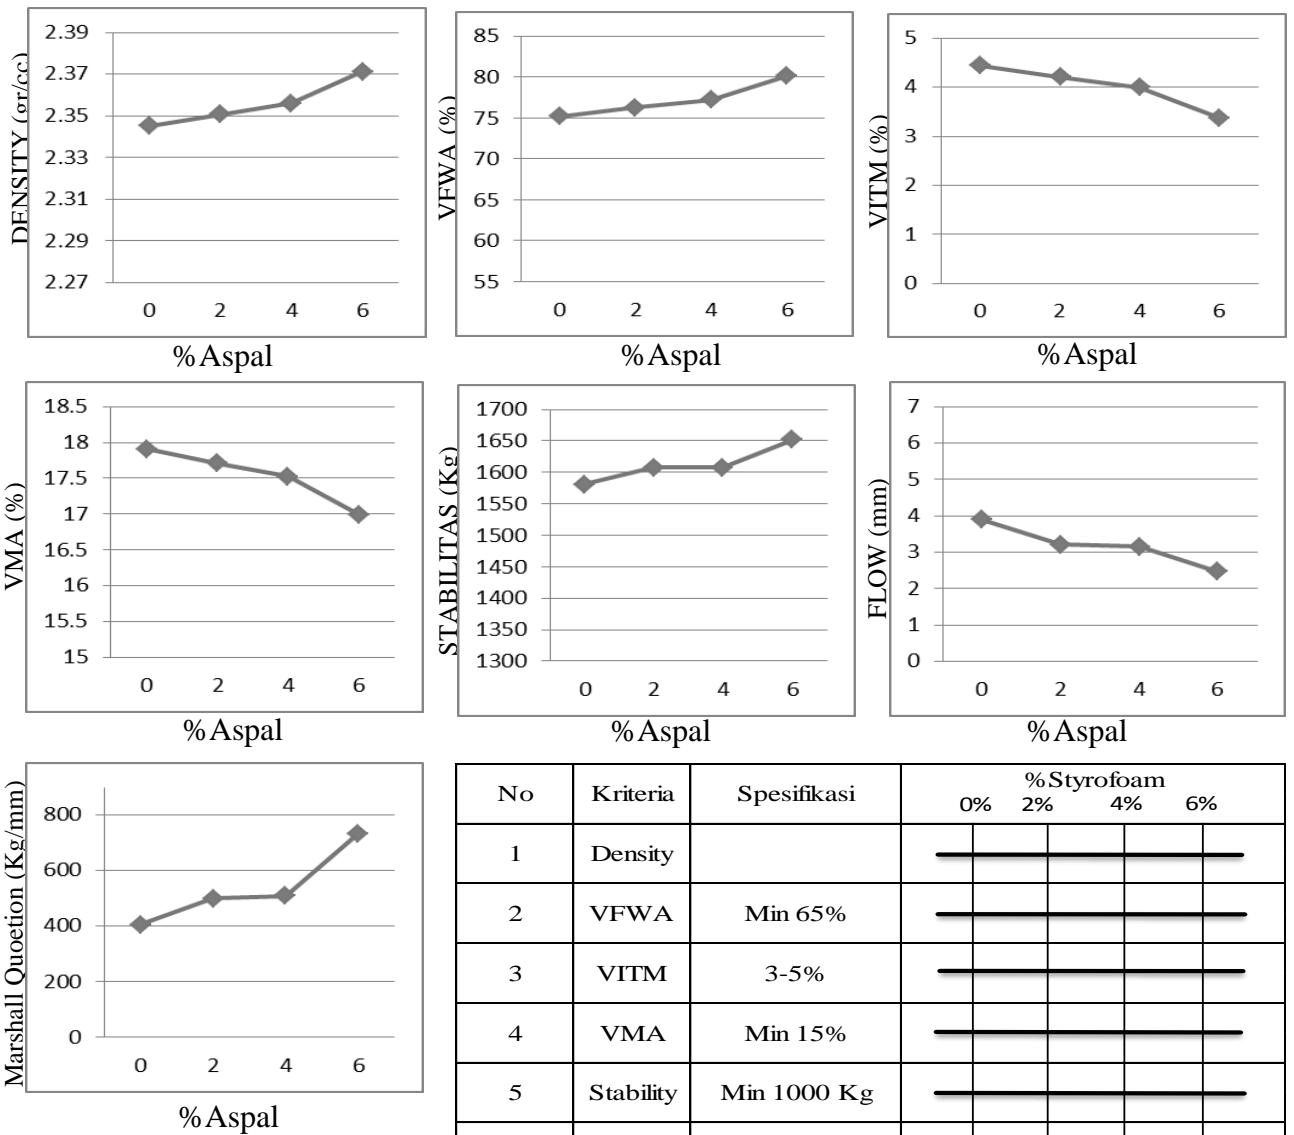 DENSITY (gr/cc)
2.39
2.37
2.35
2.33
2.31
2.29
2.27
0 2 4 6
%Aspal
VFWA (%)
85
80
75
70
65
60
55
0 2 4 6
%Aspal
VITM (%)
5
4
3
2
1
0
0 2 4 6
%Aspal
VMA (%)
18.5
18
17.5
17
16.5
16
15.5
15
0 2 4 6
%Aspal
STABILITAS (Kg)
1700
1650
1600
1550
1500
1450
1400
1350
1300
0 2 4 6
%Aspal
FLOW (mm)
7
6
5
4
3
2
1
0
0 2 4 6
%Aspal
Marshall Quoetion (Kg/mm)
800
600
400
200
0
0 2 4 6
%Aspal
No Kriteria Spesifikasi %Styrofoam
0% 2% 4% 6%
1 Density
2 VFWA Min 65%
3 VITM 3-5%
4 VMA Min 15%
5 Stability Min 1000 Kg